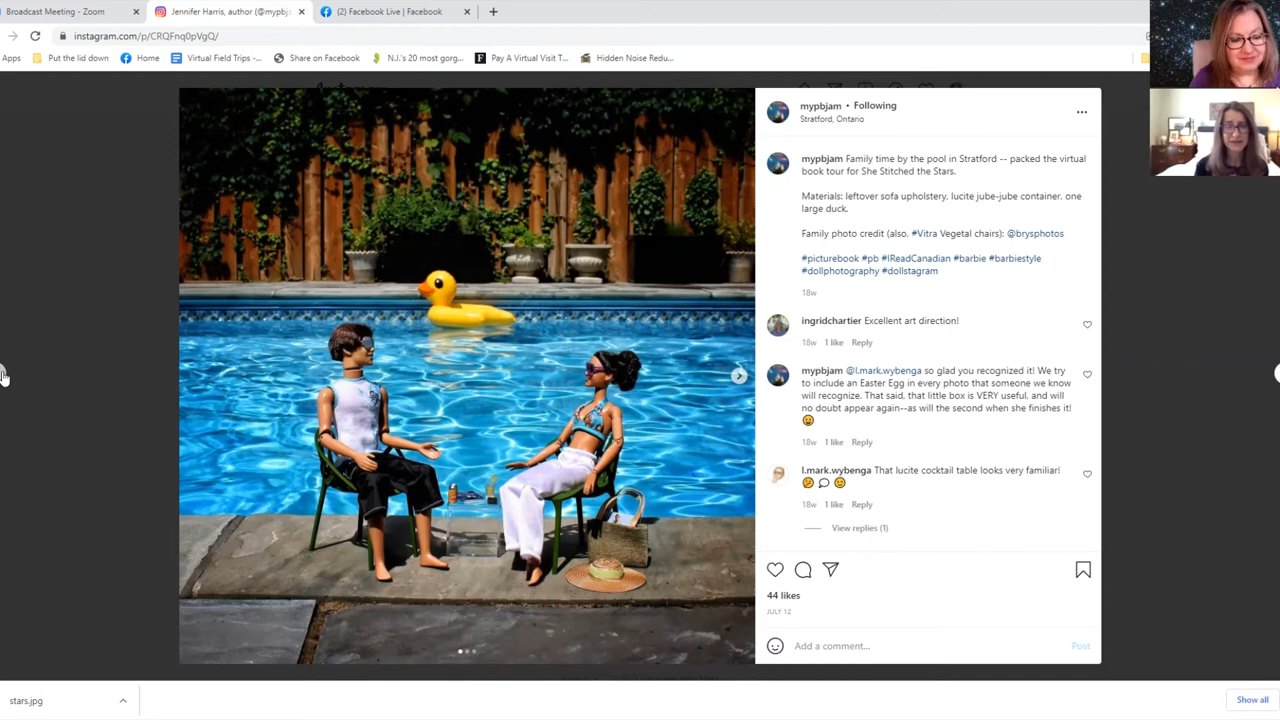 Broadcast Meeting - Zoom
Jennifer Harris, author (@mypbj
(2) Facebook Live | Facebook
instagram.com/p/CRQFnq0pVgQ/
Apps
Put the lid down
Home
Virtual Field Trips -...
Share on Facebook
N.J.'s 20 most gorg...
Pay A Virtual Visit T...
Hidden Noise Redu...
mypbjam • Following
Stratford, Ontario
mypbjam Family time by the pool in Stratford -- packed the virtual
book tour for She Stitched the Stars.
Materials: leftover sofa upholstery, lucite jube-jube container, one
large duck.
Family photo credit (also, #Vitra Vegetal chairs): @brysphotos
#picturebook #pb #IReadCanadian #barbie #barbiestyle
#dollphotography #dollstagram
18w
ingridchartier Excellent art direction!
18w 1 like Reply
mypbjam @l.mark.wybenga so glad you recognized it! We try
to include an Easter Egg in every photo that someone we know
will recognize. That said, that little box is VERY useful, and will
no doubt appear again--as will the second when she finishes it!
😀
18w 1 like Reply
l.mark.wybenga That lucite cocktail table looks very familiar!
18w 1 like Reply
View replies (1)
44 likes
JULY 12
Add a comment...
Post
stars.jpg
Show all